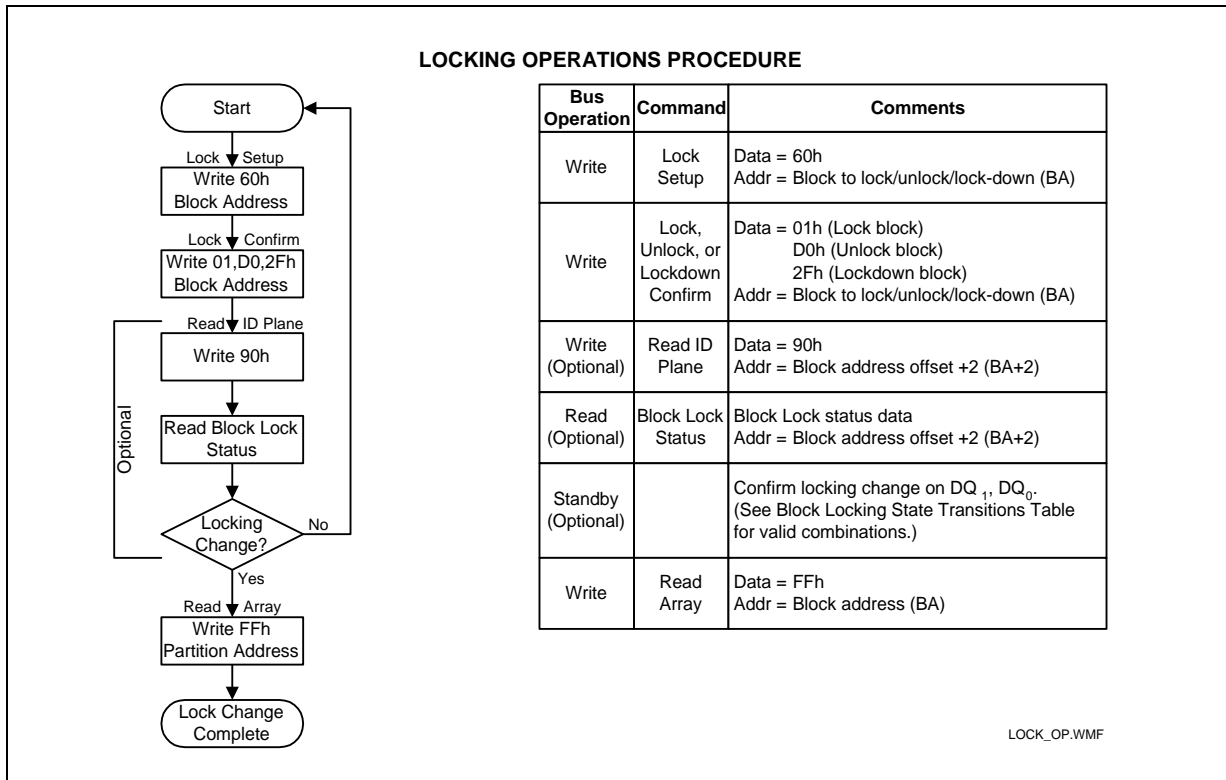 LOCKING OPERATIONS PROCEDURE
Start
Lock Setup
Write 60h
Block Address
Lock Confirm
Write 01,D0,2Fh
Block Address
Read ID Plane
Write 90h
Optional
Read Block Lock
Status
Locking
Change?
No
Yes
Read Array
Write FFh
Partition Address
Lock Change
Complete
Bus
Operation
Command
Comments
Write
Lock
Setup
Data = 60h
Addr = Block to lock/unlock/lock-down (BA)
Write
Lock,
Unlock, or
Lockdown
Confirm
Data = 01h (Lock block)
D0h (Unlock block)
2Fh (Lockdown block)
Addr = Block to lock/unlock/lock-down (BA)
Write
(Optional)
Read ID
Plane
Data = 90h
Addr = Block address offset +2 (BA+2)
Read
(Optional)
Block Lock
Status
Block Lock status data
Addr = Block address offset +2 (BA+2)
Standby
(Optional)
Confirm locking change on DQ 1, DQ0.
(See Block Locking State Transitions Table
for valid combinations.)
Write
Read
Array
Data = FFh
Addr = Block address (BA)
LOCK_OP.WMF